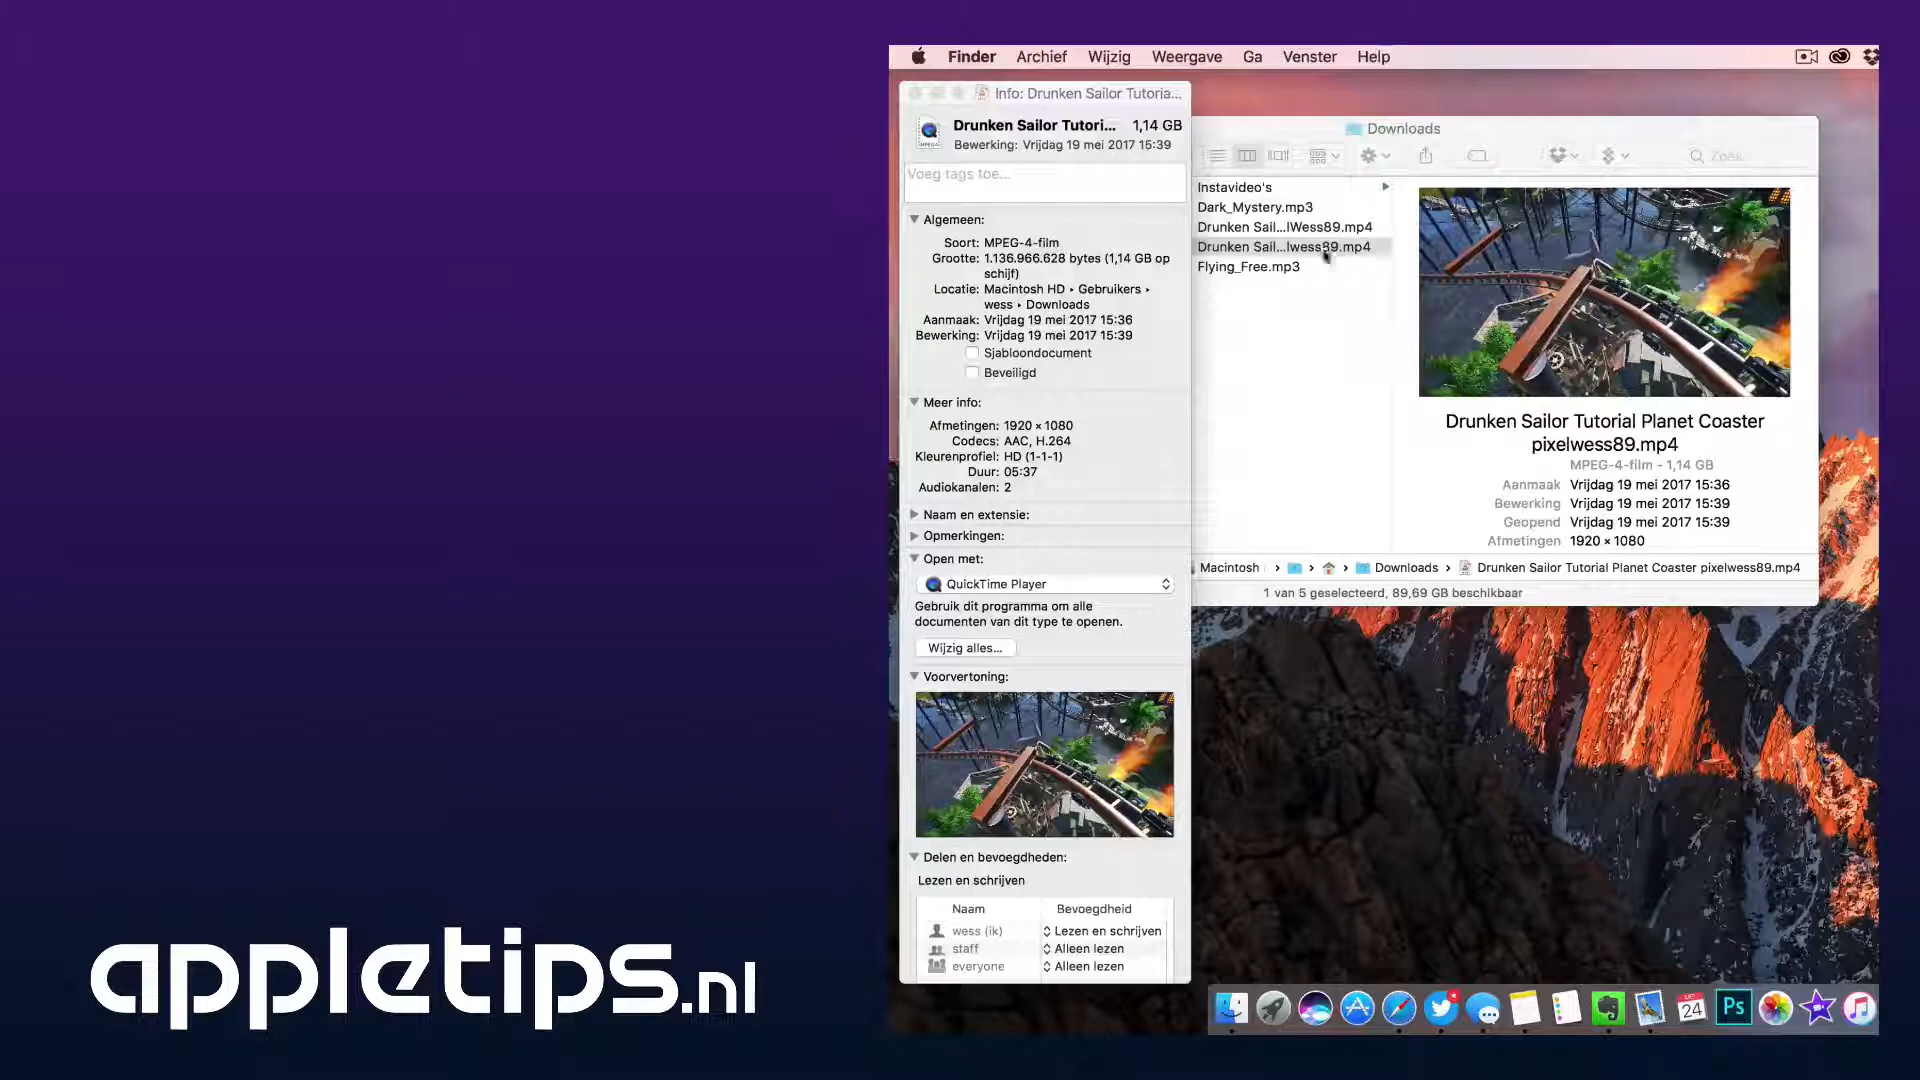 Finder Archief Wijzig Weergave Ga Venster Help
Info: Drunken Sailor Tutoria...
Drunken Sailor Tutori... 1,14 GB
Bewerking: Vrijdag 19 mei 2017 15:39
Voeg tags toe...
Algemeen:
Soort: MPEG-4-film
Grootte: 1.136.966.628 bytes (1,14 GB op
schijf)
Locatie: Macintosh HD ▸ Gebruikers ▸
wess ▸ Downloads
Aanmaak: Vrijdag 19 mei 2017 15:36
Bewerking: Vrijdag 19 mei 2017 15:39
Sjabloondocument
Beveiligd
Meer info:
Afmetingen: 1920 × 1080
Codecs: AAC, H.264
Kleurenprofiel: HD (1-1-1)
Duur: 05:37
Audiokanalen: 2
Naam en extensie:
Opmerkingen:
Open met:
QuickTime Player
Gebruik dit programma om alle
documenten van dit type te openen.
Wijzig alles...
Voorvertoning:
Delen en bevoegdheden:
Lezen en schrijven
Naam Bevoegdheid
wess (ik) Lezen en schrijven
staff Alleen lezen
everyone Alleen lezen
Downloads
Zoek
Instavideo's
Dark_Mystery.mp3
Drunken Sail...lWess89.mp4
Drunken Sail...lwess89.mp4
Flying_Free.mp3
Drunken Sailor Tutorial Planet Coaster
pixelwess89.mp4
MPEG-4-film - 1,14 GB
Aanmaak Vrijdag 19 mei 2017 15:36
Bewerking Vrijdag 19 mei 2017 15:39
Geopend Vrijdag 19 mei 2017 15:39
Afmetingen 1920 × 1080
Macintosh › › › Downloads › Drunken Sailor Tutorial Planet Coaster pixelwess89.mp4
1 van 5 geselecteerd, 89,69 GB beschikbaar
24 Ps
appletips.nl